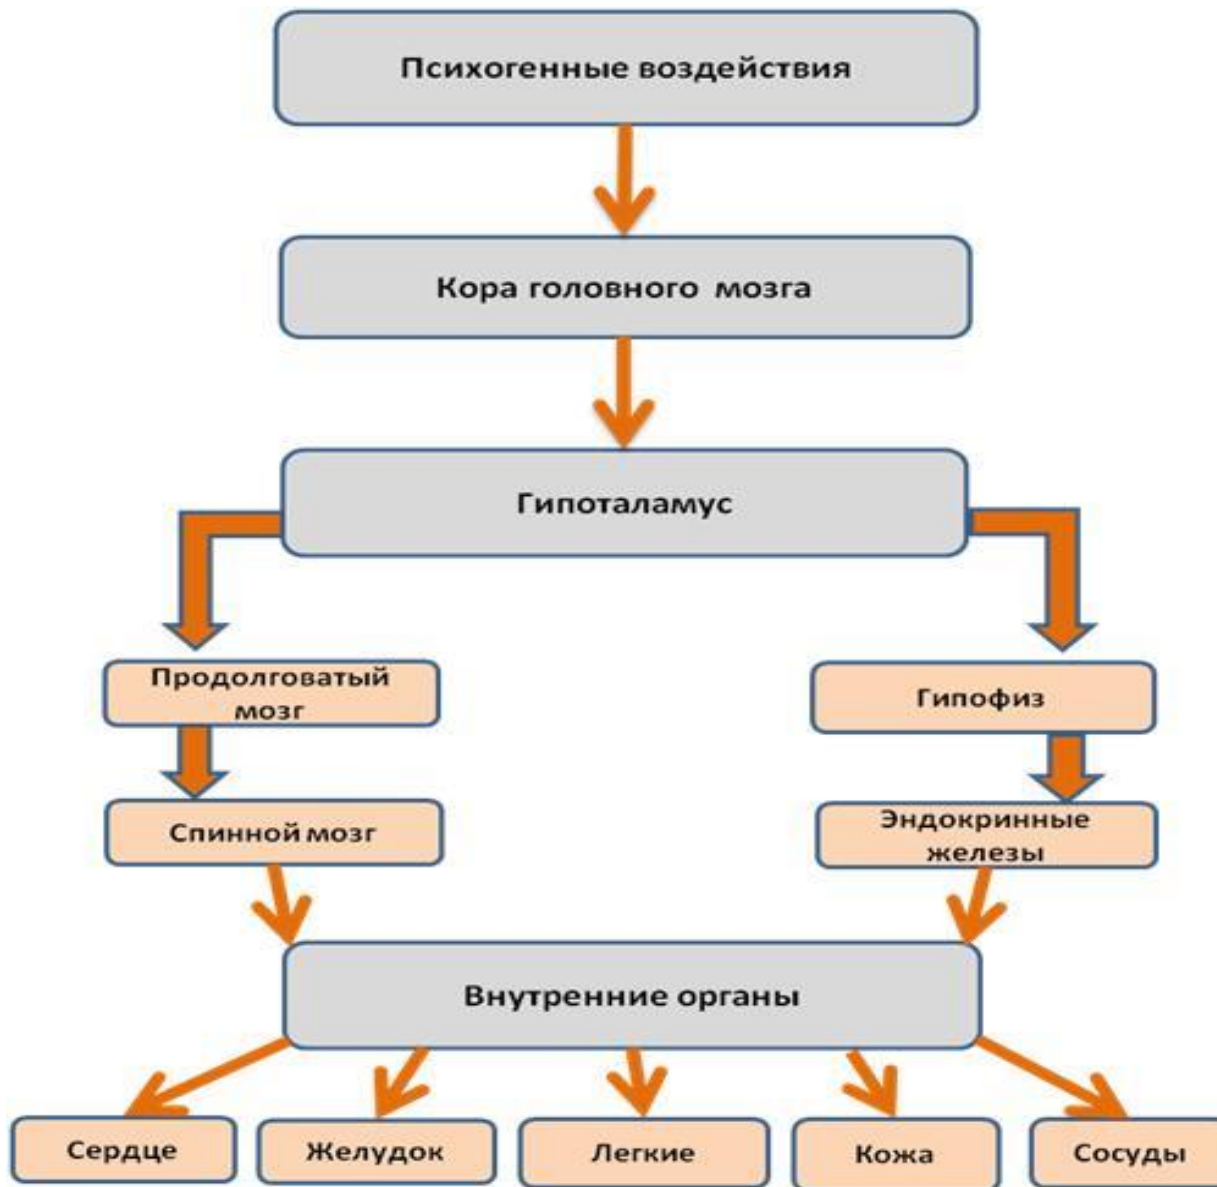 Психогенные воздействия
Кора головного мозга
Гипоталамус
Продолговатый
мозг
Гипофиз
Спинной мозг
Эндокринные
железы
Внутренние органы
Сердце
Желудок
Легкие
Кожа
Сосуды